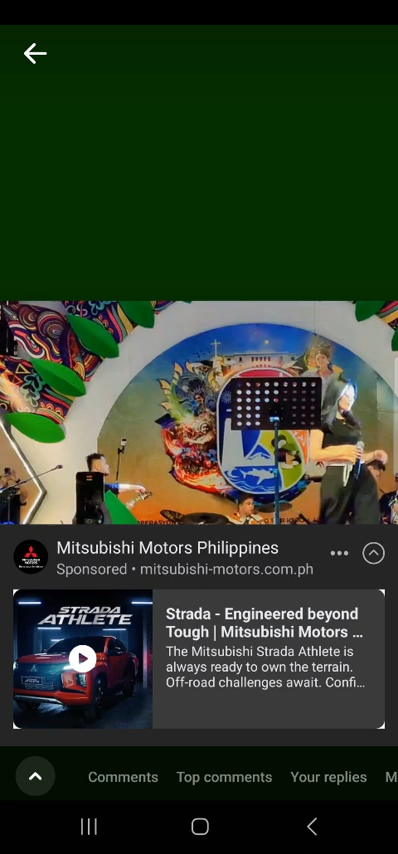 Mitsubishi Motors Philippines
Sponsored • mitsubishi-motors.com.ph
STRADA
ATHLETE
Strada - Engineered beyond
Tough | Mitsubishi Motors ...
The Mitsubishi Strada Athlete is
always ready to own the terrain.
Off-road challenges await. Confi...
Comments Top comments Your replies M